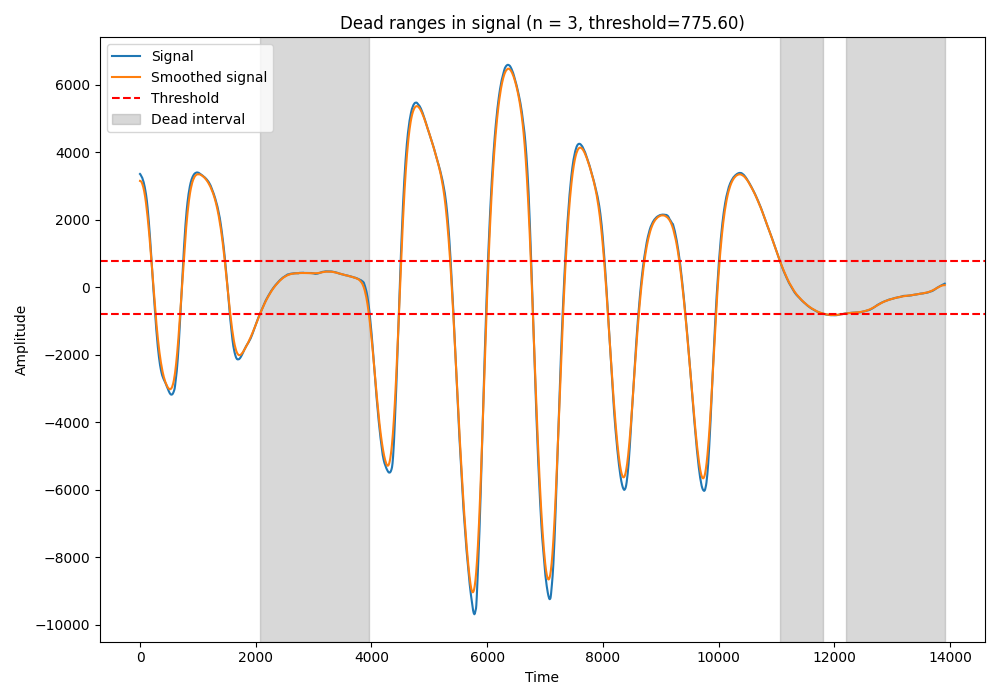 Dead ranges in signal (n = 3, threshold=775.60)
Signal
Smoothed signal
Threshold
Dead interval
6000
4000
2000
0
−2000
−4000
−6000
−8000
−10000
Amplitude
0 2000 4000 6000 8000 10000 12000 14000
Time